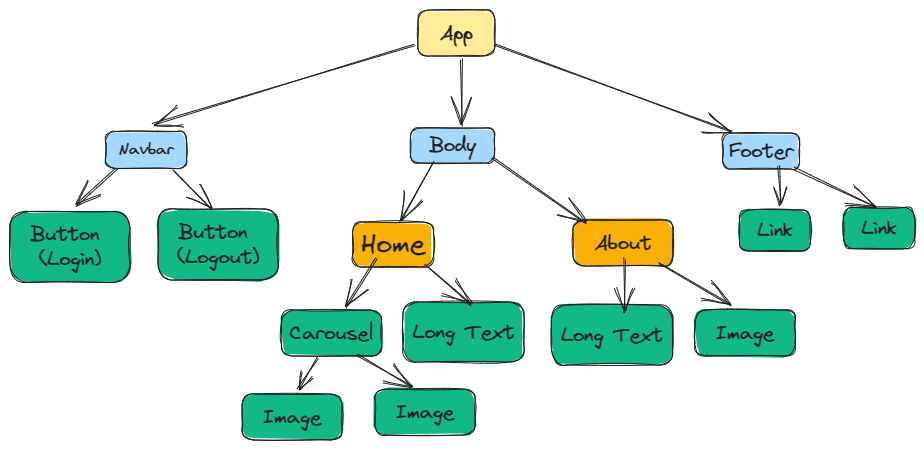 App
Navbar
Body
Footer
Button
(Login)
Button
(Logout)
Home
About
Link
Link
Carousel
Long Text
Long Text
Image
Image
Image